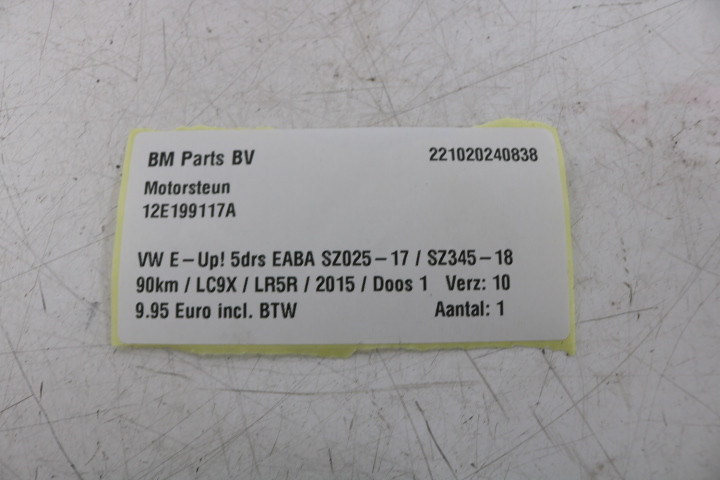 BM Parts BV 221020240838
Motorsteun
12E199117A
VW E-Up! 5drs EABA SZ025-17 / SZ345-18
90km / LC9X / LR5R / 2015 / Doos 1 Verz: 10
9.95 Euro incl. BTW Aantal: 1